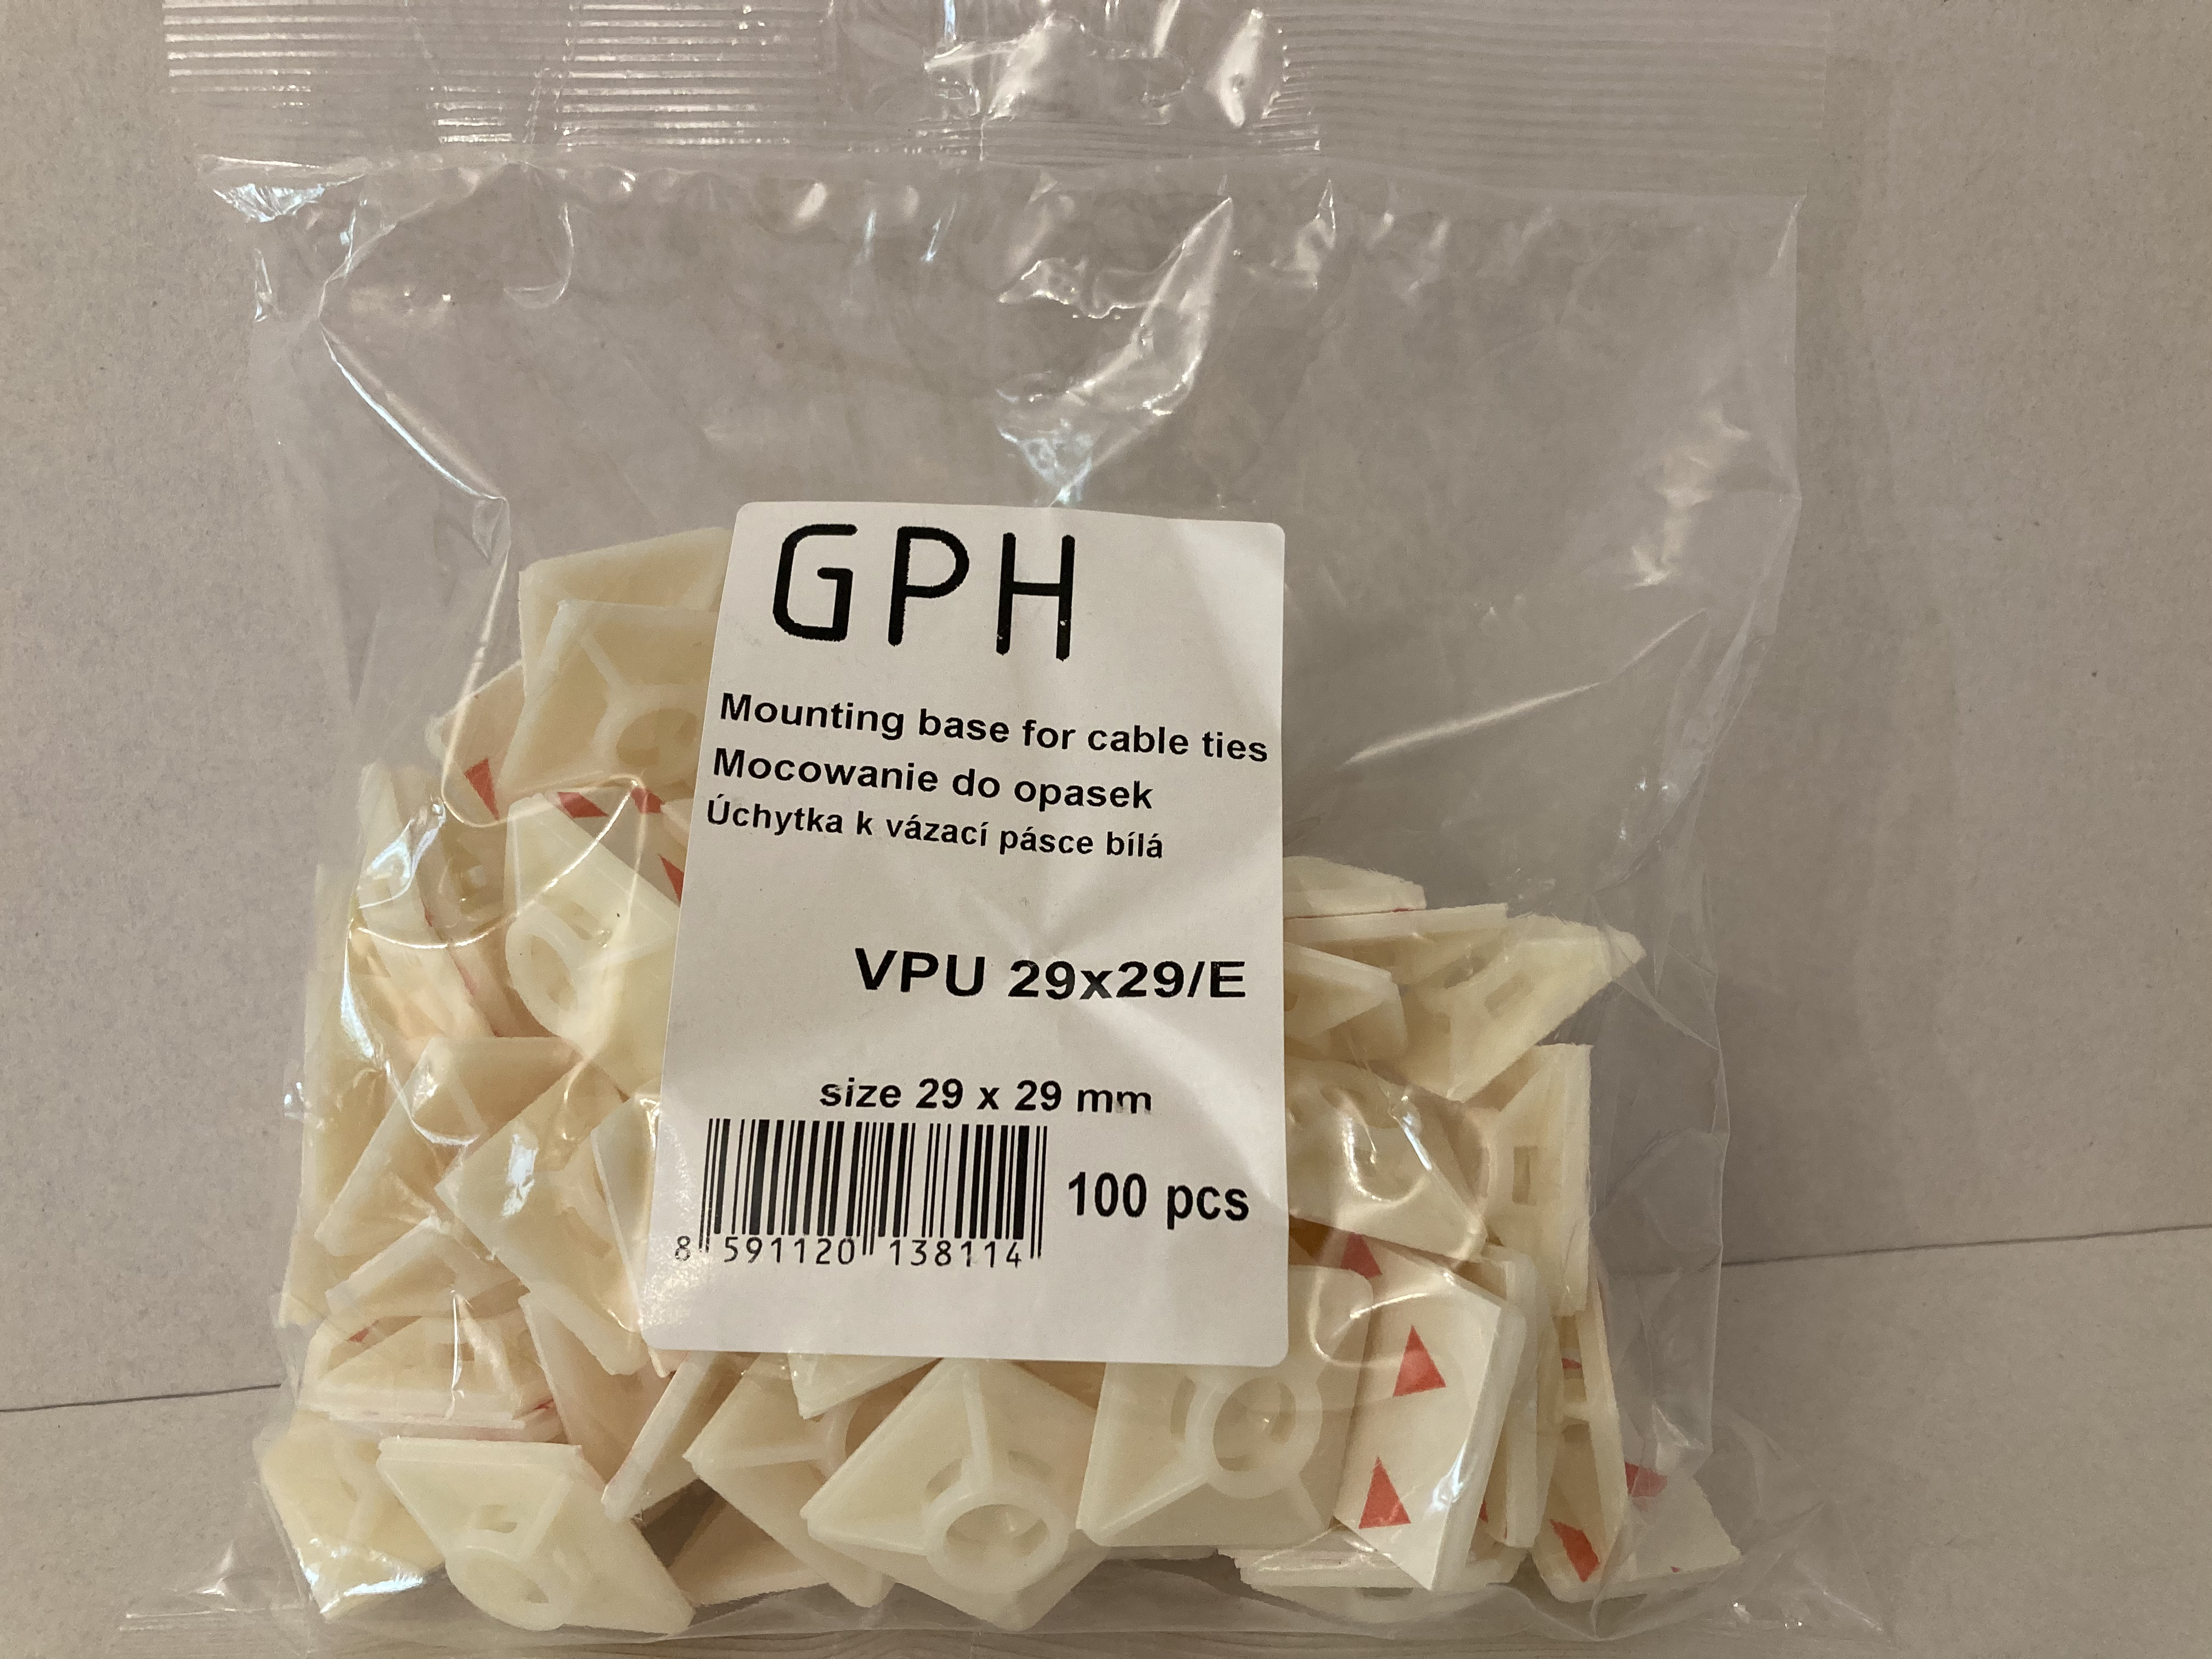 GPH
Mounting base for cable ties
Mocowanie do opasek
Úchytka k vázací pásce bílá
VPU 29x29/E
size 29 x 29 mm
100 pcs
8 591120 138114